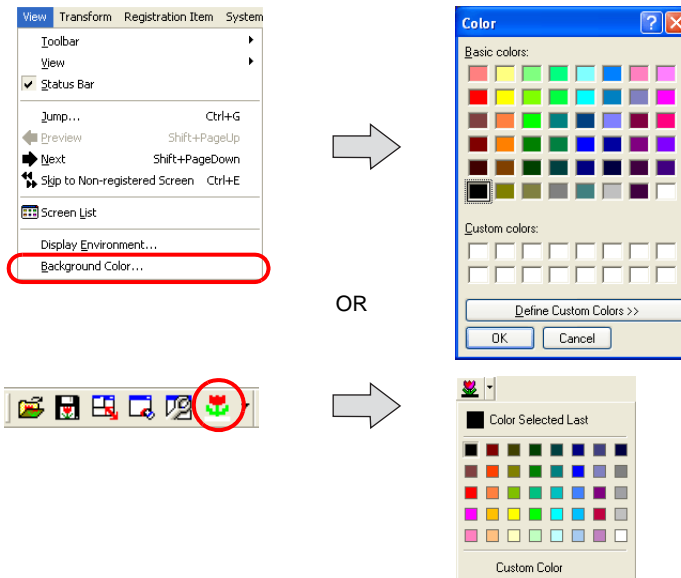 View Transform Registration Item System
Toolbar
View
Status Bar
Jump... Ctrl+G
Preview Shift+PageUp
Next Shift+PageDown
Skip to Non-registered Screen Ctrl+E
Screen List
Display Environment...
Background Color...
Color
Basic colors:
Custom colors:
Define Custom Colors >>
OK Cancel
OR
Color Selected Last
Custom Color